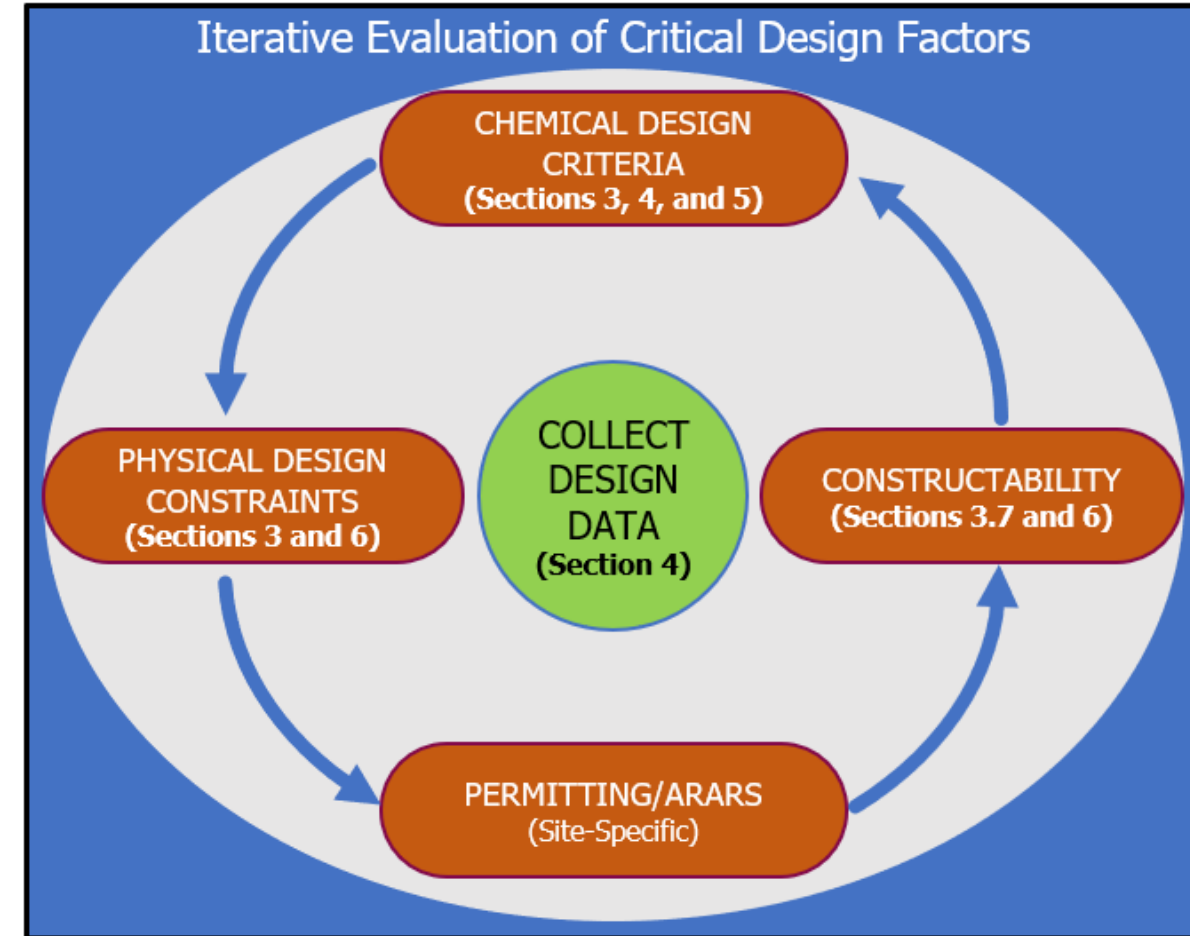 Iterative Evaluation of Critical Design Factors
CHEMICAL DESIGN
CRITERIA
(Sections 3, 4, and 5)
PHYSICAL DESIGN
CONSTRAINTS
(Sections 3 and 6)
COLLECT
DESIGN
DATA
(Section 4)
CONSTRUCTABILITY
(Sections 3.7 and 6)
PERMITTING/ARARS
(Site-Specific)